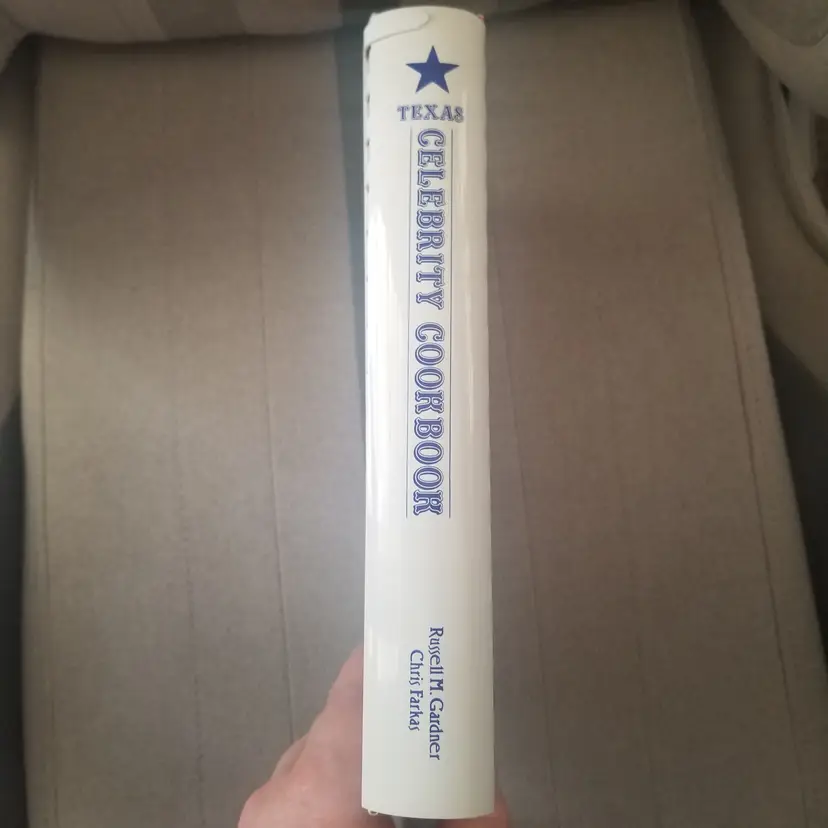 TEXAS
CELEBRITY COOKBOOK
Russell M. Gardner
Chris Farkas